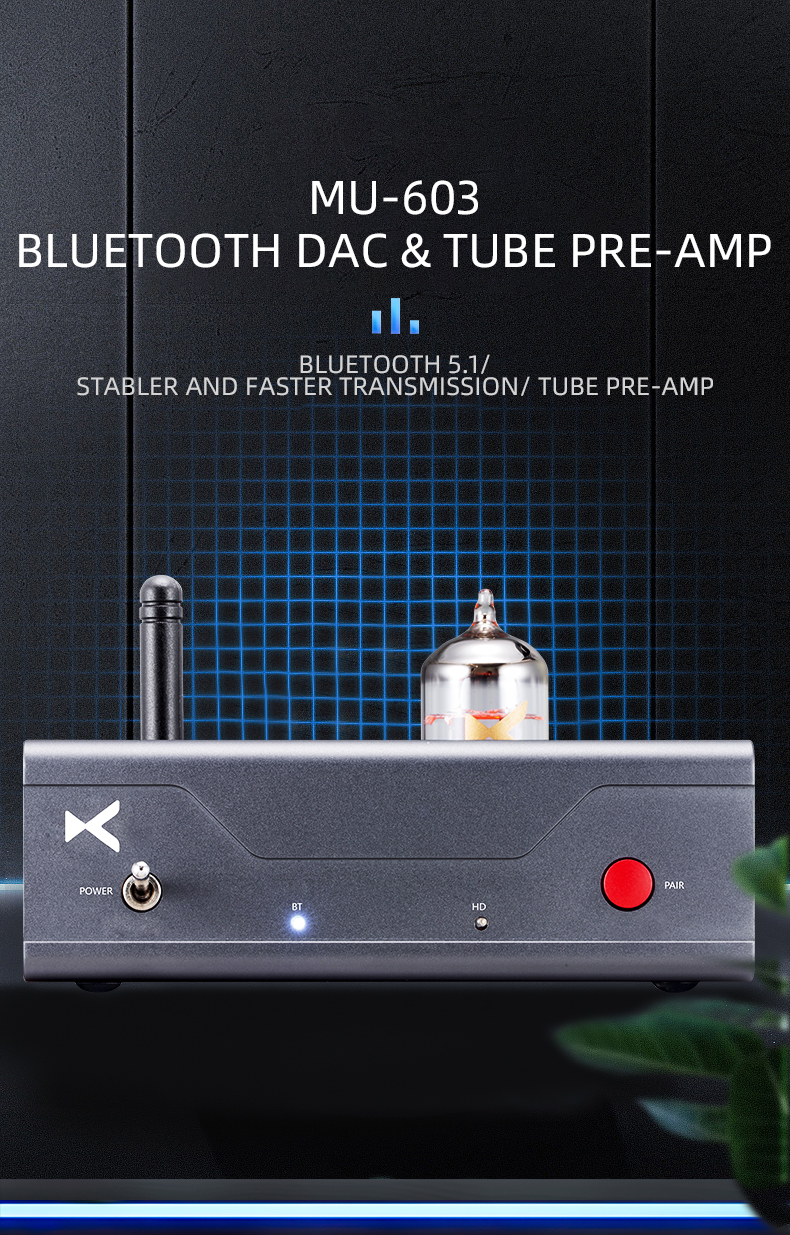 MU-603
BLUETOOTH DAC & TUBE PRE-AMP
BLUETOOTH 5.1/
STABLER AND FASTER TRANSMISSION/ TUBE PRE-AMP
POWER
BT
HD
PAIR